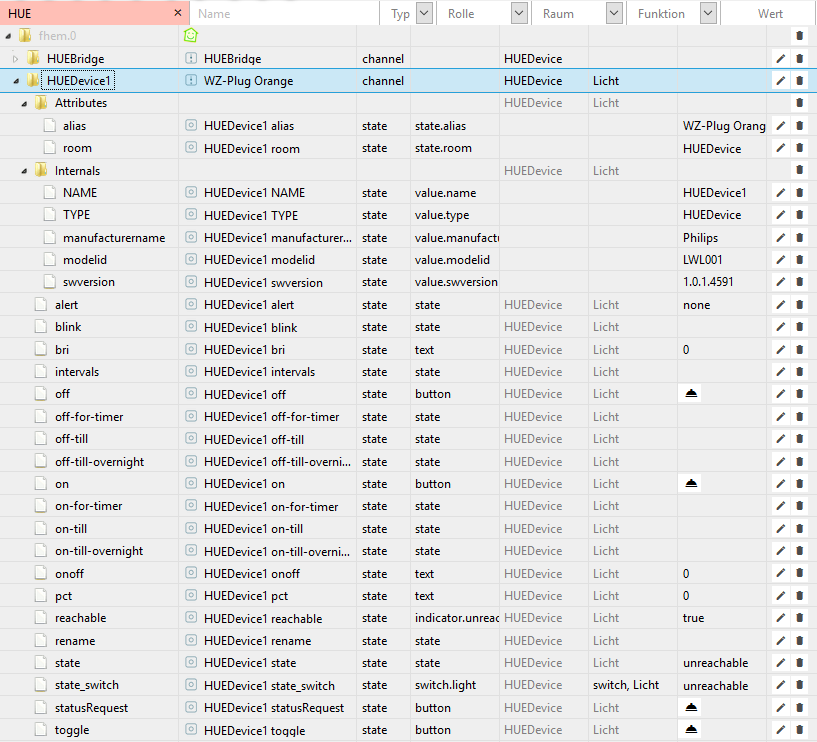 HUE × Name Typ Rolle Raum Funktion Wert
fhem.0
HUEBridge HUEBridge channel HUEDevice
HUEDevice1 WZ-Plug Orange channel HUEDevice Licht
Attributes HUEDevice Licht
alias HUEDevice1 alias state state.alias WZ-Plug Orang
room HUEDevice1 room state state.room HUEDevice
Internals HUEDevice Licht
NAME HUEDevice1 NAME state value.name HUEDevice1
TYPE HUEDevice1 TYPE state value.type HUEDevice
manufacturername HUEDevice1 manufacturer... state value.manufactu Philips
modelid HUEDevice1 modelid state value.modelid LWL001
swversion HUEDevice1 swversion state value.swversion 1.0.1.4591
alert HUEDevice1 alert state state HUEDevice Licht none
blink HUEDevice1 blink state state HUEDevice Licht
bri HUEDevice1 bri state text HUEDevice Licht 0
intervals HUEDevice1 intervals state state HUEDevice Licht
off HUEDevice1 off state button HUEDevice Licht
off-for-timer HUEDevice1 off-for-timer state state HUEDevice Licht
off-till HUEDevice1 off-till state state HUEDevice Licht
off-till-overnight HUEDevice1 off-till-overni... state state HUEDevice Licht
on HUEDevice1 on state button HUEDevice Licht
on-for-timer HUEDevice1 on-for-timer state state HUEDevice Licht
on-till HUEDevice1 on-till state state HUEDevice Licht
on-till-overnight HUEDevice1 on-till-overni... state state HUEDevice Licht
onoff HUEDevice1 onoff state text HUEDevice Licht 0
pct HUEDevice1 pct state text HUEDevice Licht 0
reachable HUEDevice1 reachable state indicator.unreac HUEDevice Licht true
rename HUEDevice1 rename state state HUEDevice Licht
state HUEDevice1 state state state HUEDevice Licht unreachable
state_switch HUEDevice1 state_switch state switch.light HUEDevice switch, Licht unreachable
statusRequest HUEDevice1 statusRequest state button HUEDevice Licht
toggle HUEDevice1 toggle state button HUEDevice Licht